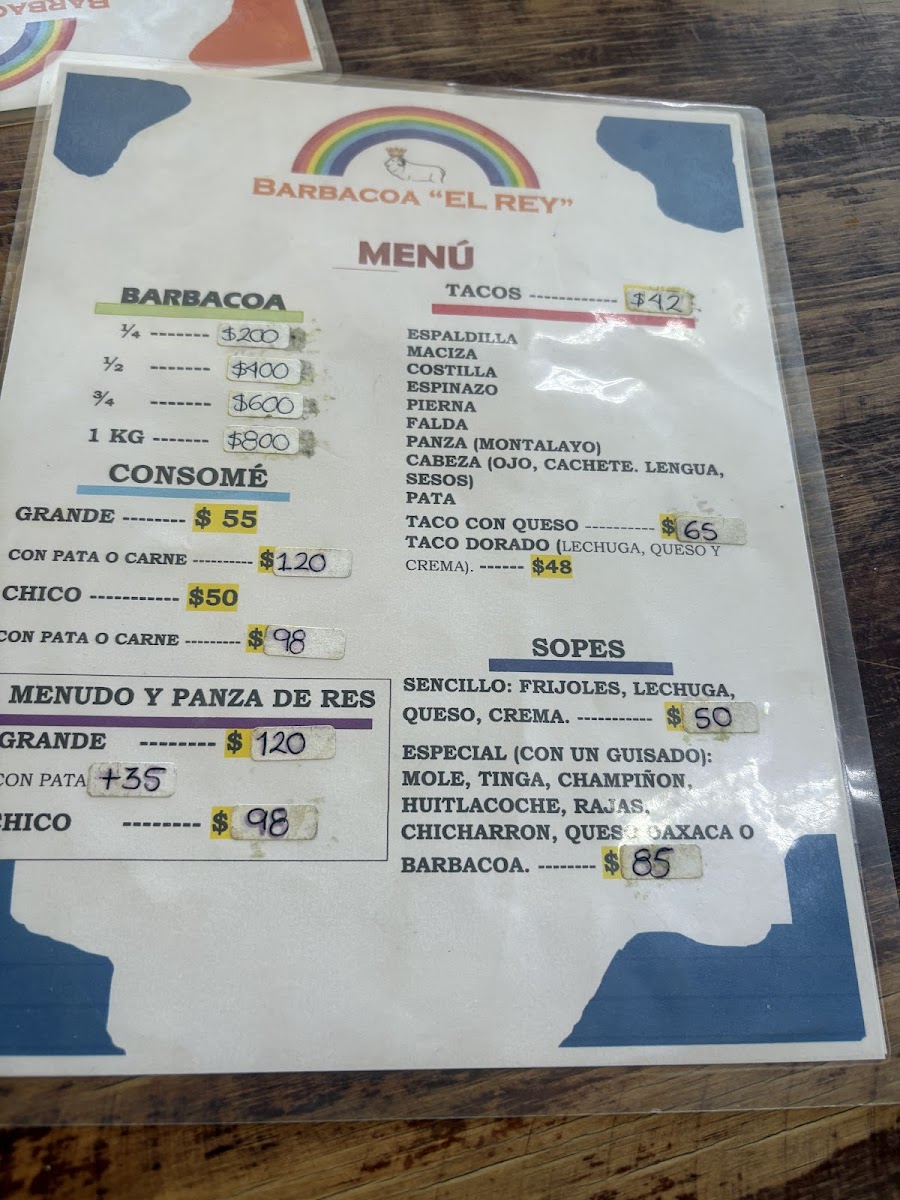 BARBACOA
BARBACOA "EL REY"
MENÚ
BARBACOA
1/4 ------- $200
1/2 ------- $400
3/4 ------- $600
1 KG ------- $800
CONSOMÉ
GRANDE -------- $ 55
CON PATA O CARNE ---------- $120
CHICO ----------- $50
CON PATA O CARNE --------- $ 98
MENUDO Y PANZA DE RES
GRANDE -------- $ 120
CON PATA +35
CHICO -------- $ 98
TACOS ------------ $42
ESPALDILLA
MACIZA
COSTILLA
ESPINAZO
PIERNA
FALDA
PANZA (MONTALAYO)
CABEZA (OJO, CACHETE. LENGUA,
SESOS)
PATA
TACO CON QUESO ----------- $ 65
TACO DORADO (LECHUGA, QUESO Y
CREMA). ------ $48
SOPES
SENCILLO: FRIJOLES, LECHUGA,
QUESO, CREMA. ----------- $ 50
ESPECIAL (CON UN GUISADO):
MOLE, TINGA, CHAMPIÑON,
HUITLACOCHE, RAJAS,
CHICHARRON, QUESO OAXACA O
BARBACOA. -------- $ 85